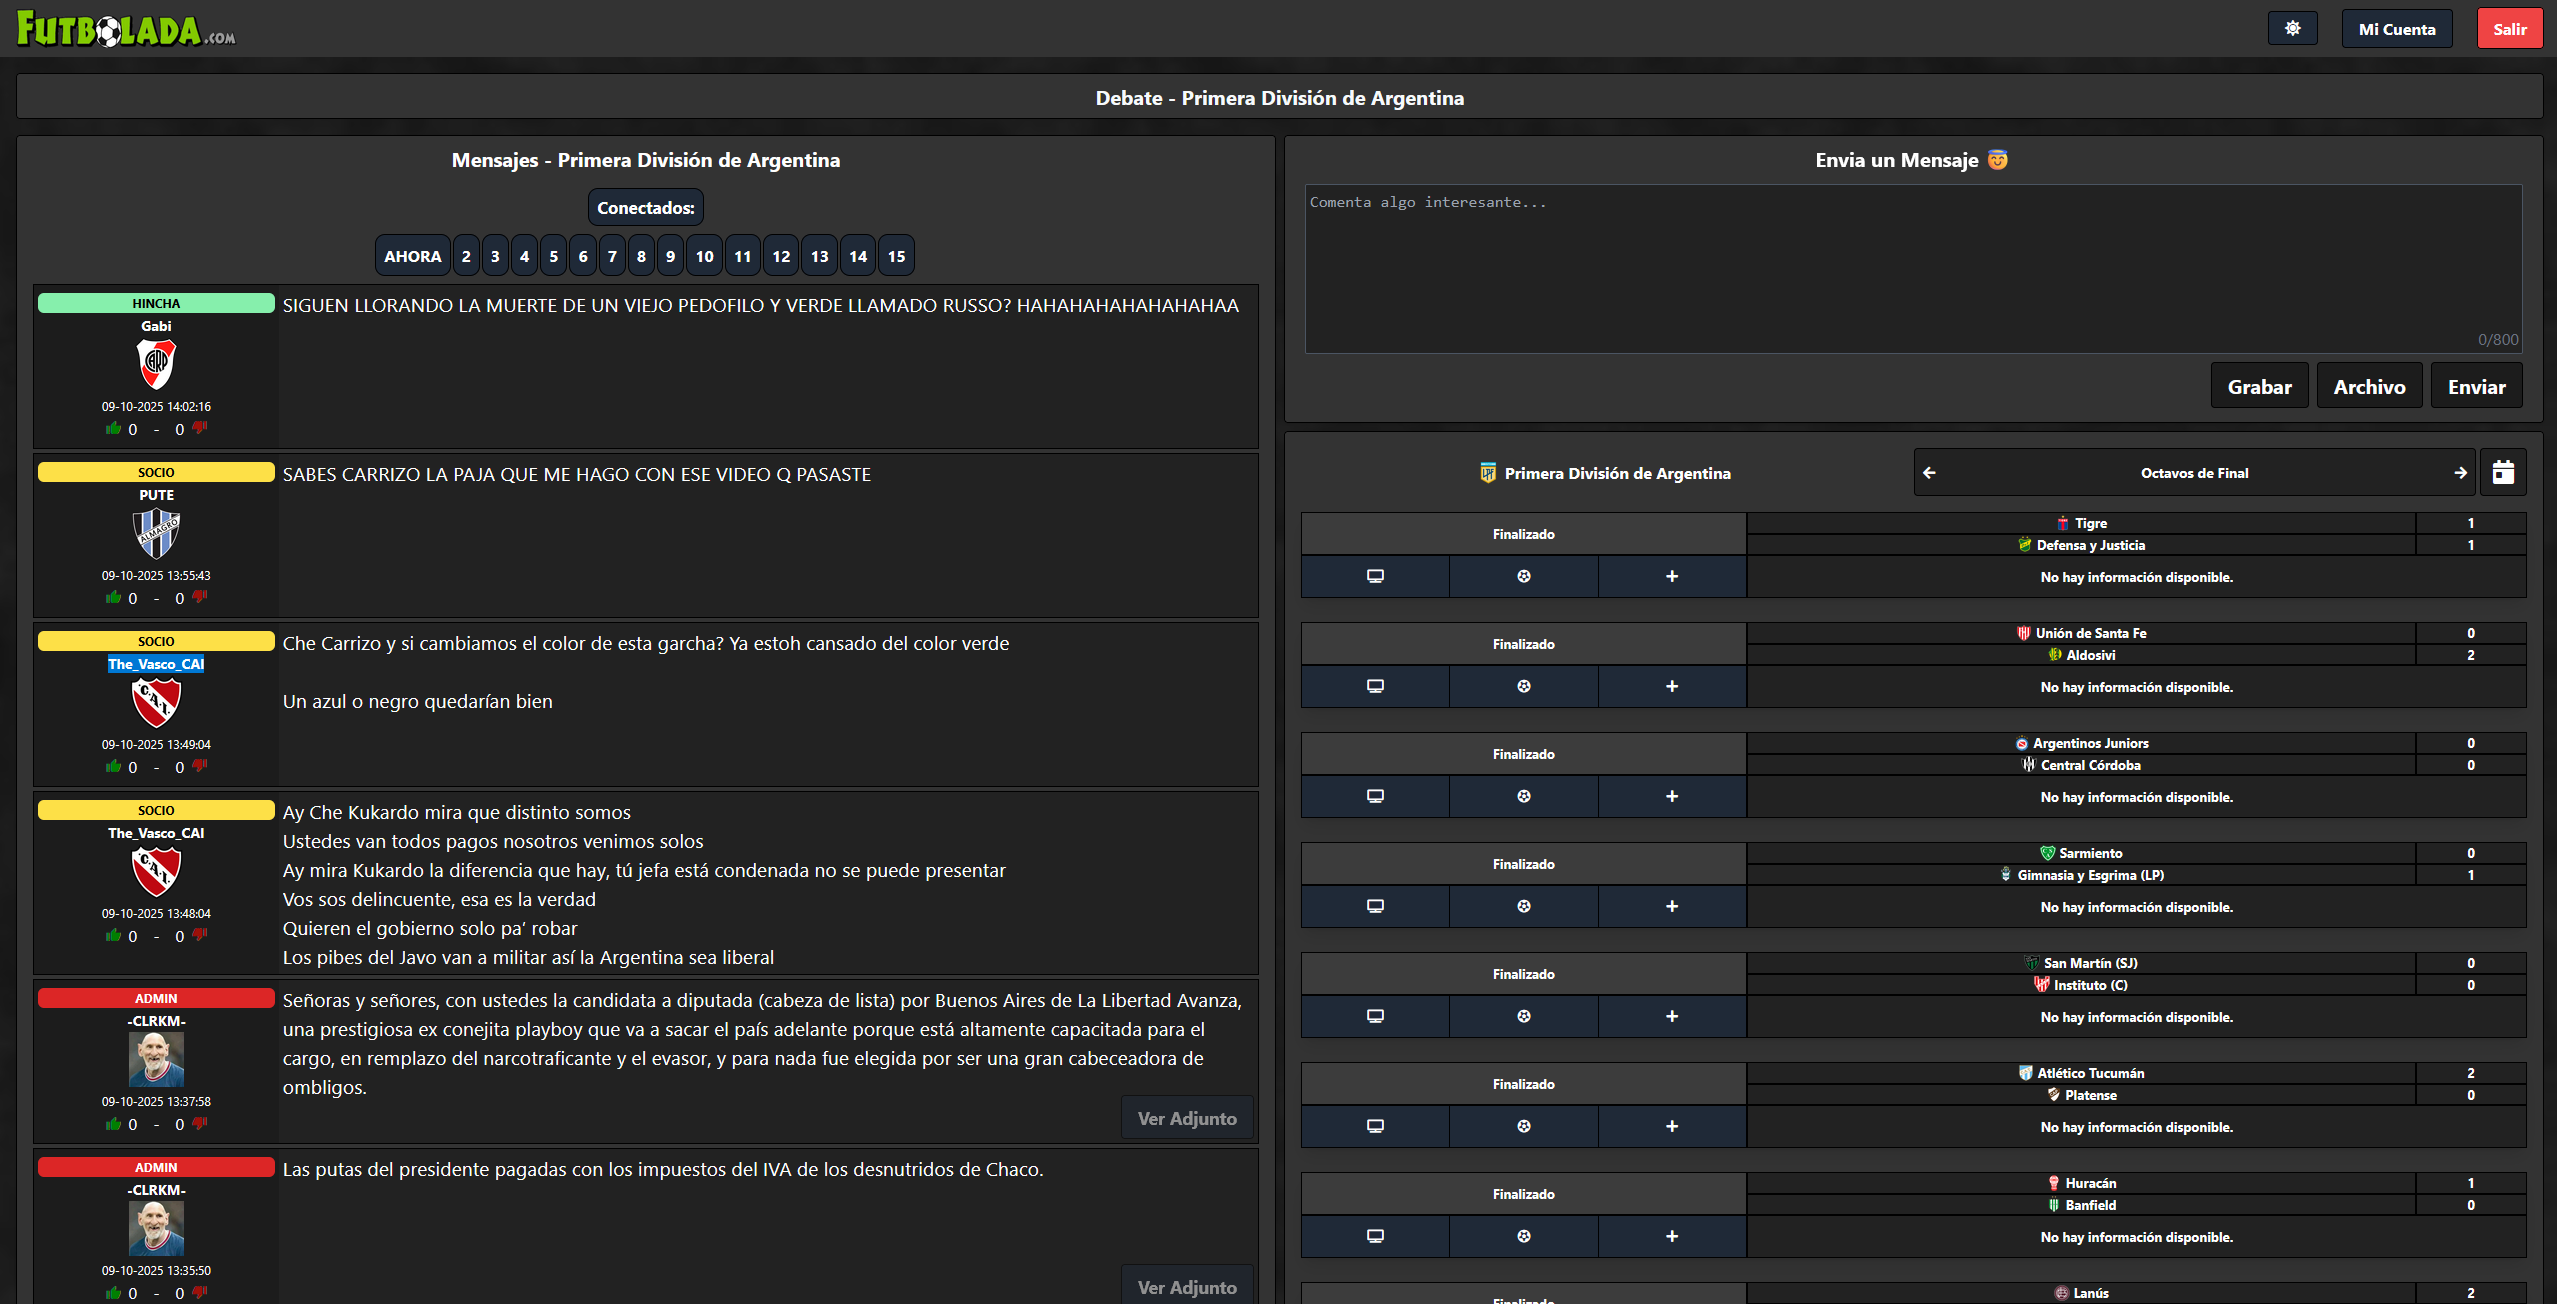 FUTBOLADA.COM
Mi Cuenta
Salir
Debate - Primera División de Argentina
Mensajes - Primera División de Argentina
Conectados:
AHORA 2 3 4 5 6 7 8 9 10 11 12 13 14 15
HINCHA
Gabi
09-10-2025 14:02:16
0 - 0
SIGUEN LLORANDO LA MUERTE DE UN VIEJO PEDOFILO Y VERDE LLAMADO RUSSO? HAHAHAHAHAHAHAHAA
SOCIO
PUTE
ALMAGRO
09-10-2025 13:55:43
0 - 0
SABES CARRIZO LA PAJA QUE ME HAGO CON ESE VIDEO Q PASASTE
SOCIO
The_Vasco_CAI
C.A.I.
09-10-2025 13:49:04
0 - 0
Che Carrizo y si cambiamos el color de esta garcha? Ya estoh cansado del color verde
Un azul o negro quedarían bien
SOCIO
The_Vasco_CAI
C.A.I.
09-10-2025 13:48:04
0 - 0
Ay Che Kukardo mira que distinto somos
Ustedes van todos pagos nosotros venimos solos
Ay mira Kukardo la diferencia que hay, tú jefa está condenada no se puede presentar
Vos sos delincuente, esa es la verdad
Quieren el gobierno solo pa’ robar
Los pibes del Javo van a militar así la Argentina sea liberal
ADMIN
-CLRKM-
09-10-2025 13:37:58
0 - 0
Señoras y señores, con ustedes la candidata a diputada (cabeza de lista) por Buenos Aires de La Libertad Avanza,
una prestigiosa ex conejita playboy que va a sacar el país adelante porque está altamente capacitada para el
cargo, en remplazo del narcotraficante y el evasor, y para nada fue elegida por ser una gran cabeceadora de
ombligos.
Ver Adjunto
ADMIN
-CLRKM-
09-10-2025 13:35:50
0 - 0
Las putas del presidente pagadas con los impuestos del IVA de los desnutridos de Chaco.
Ver Adjunto
Envia un Mensaje
Comenta algo interesante...
0/800
Grabar
Archivo
Enviar
Primera División de Argentina
Octavos de Final
Finalizado
Tigre 1
Defensa y Justicia 1
No hay información disponible.
Finalizado
Unión de Santa Fe 0
Aldosivi 2
No hay información disponible.
Finalizado
Argentinos Juniors 0
Central Córdoba 0
No hay información disponible.
Finalizado
Sarmiento 0
Gimnasia y Esgrima (LP) 1
No hay información disponible.
Finalizado
San Martín (SJ) 0
Instituto (C) 0
No hay información disponible.
Finalizado
Atlético Tucumán 2
Platense 0
No hay información disponible.
Finalizado
Huracán 1
Banfield 0
No hay información disponible.
Finalizado
Lanús 2